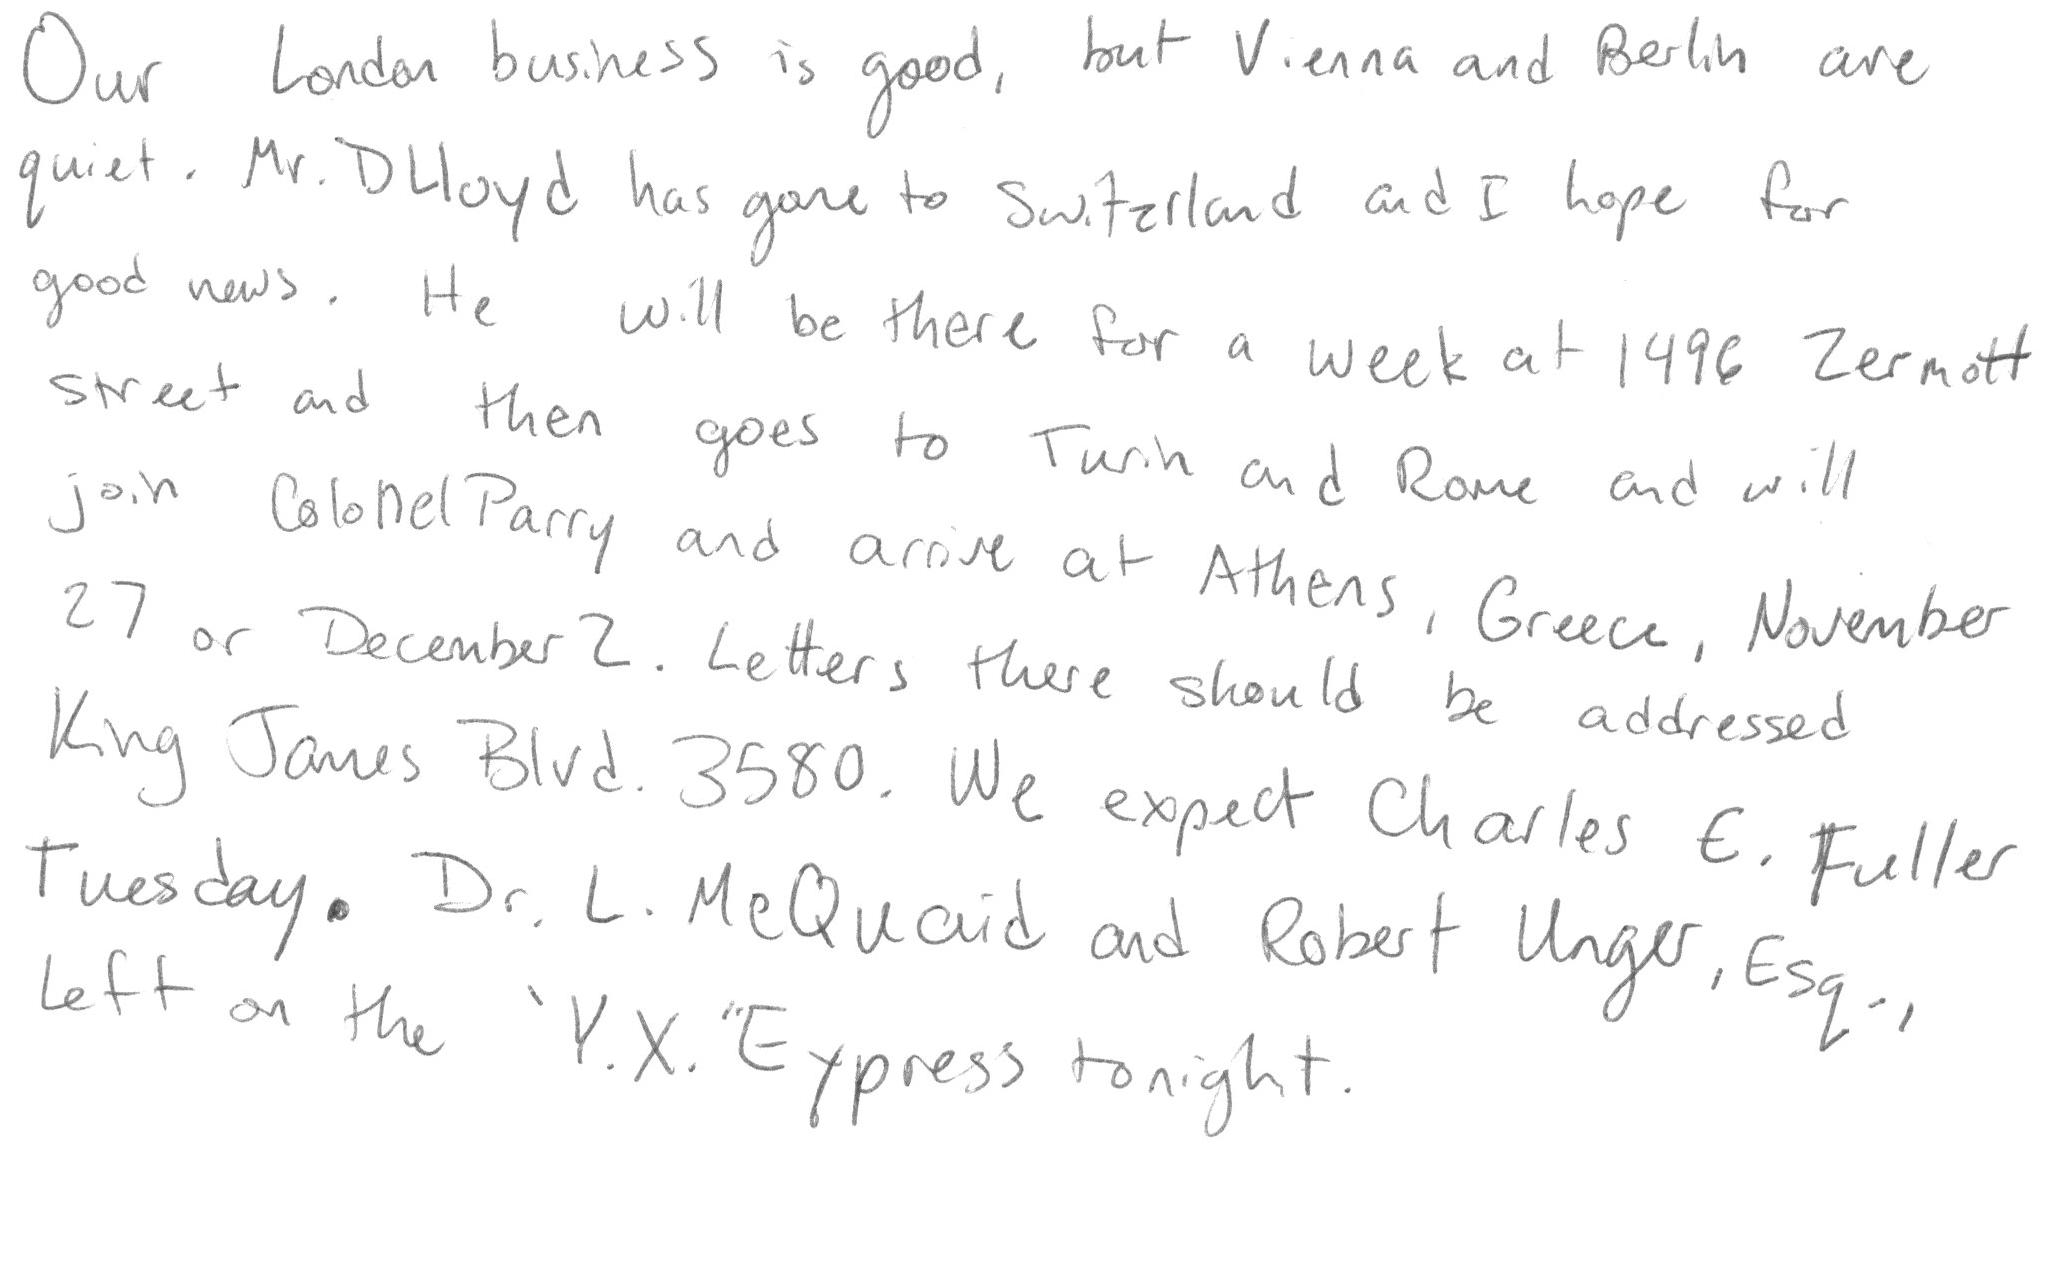 Our London business is good, but Vienna and Berlin are
quiet. Mr. D Lloyd has gone to Switzerland and I hope for
good news. He will be there for a week at 1496 Zermott
street and then goes to Turin and Rome and will
join Colonel Parry and arrive at Athens, Greece, November
27 or December 2. Letters there should be addressed
King James Blvd. 3580. We expect Charles E. Fuller
Tuesday. Dr. L. McQuaid and Robert Unger, Esq.,
left on the 'Y.X.'' Express tonight.